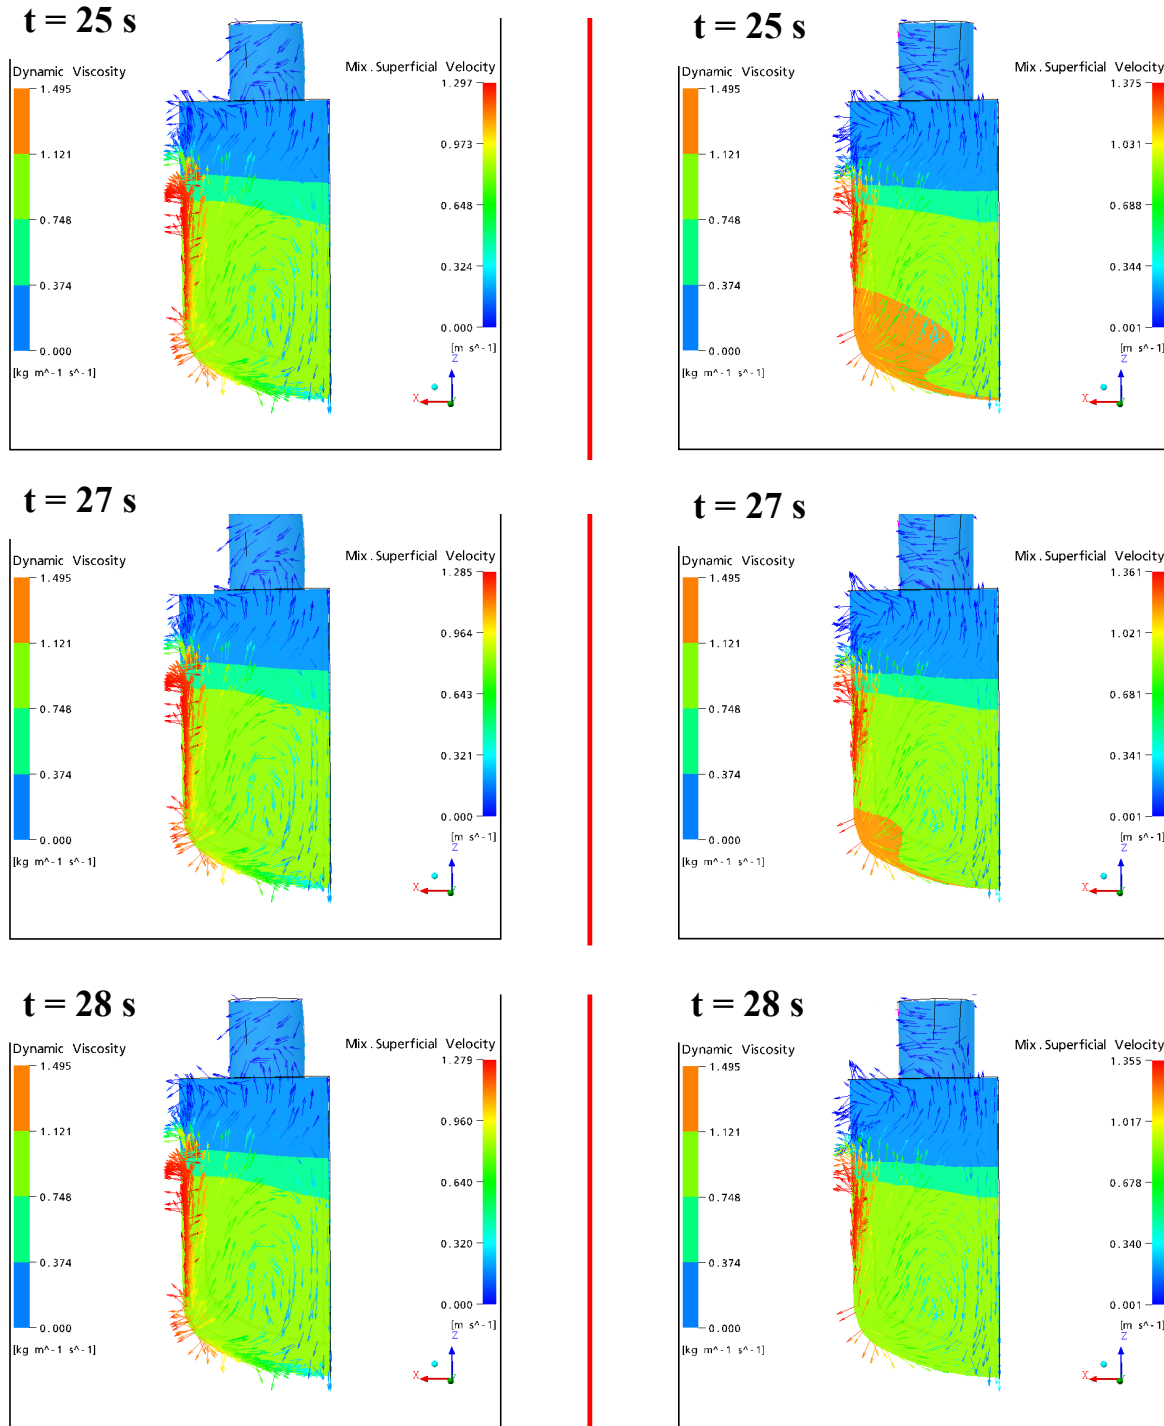 t = 25 s
Dynamic Viscosity
1.495
1.121
0.748
0.374
0.000
[kg m^-1 s^-1]
Mix.Superficial Velocity
1.297
0.973
0.648
0.324
0.000
[m s^-1]
Z
X
t = 25 s
Dynamic Viscosity
1.495
1.121
0.748
0.374
0.000
[kg m^-1 s^-1]
Mix.Superficial Velocity
1.375
1.031
0.688
0.344
0.001
[m s^-1]
Z
X
t = 27 s
Dynamic Viscosity
1.495
1.121
0.748
0.374
0.000
[kg m^-1 s^-1]
Mix.Superficial Velocity
1.285
0.964
0.643
0.321
0.000
[m s^-1]
Z
X
t = 27 s
Dynamic Viscosity
1.495
1.121
0.748
0.374
0.000
[kg m^-1 s^-1]
Mix.Superficial Velocity
1.361
1.021
0.681
0.341
0.001
[m s^-1]
Z
X
t = 28 s
Dynamic Viscosity
1.495
1.121
0.748
0.374
0.000
[kg m^-1 s^-1]
Mix.Superficial Velocity
1.279
0.960
0.640
0.320
0.000
[m s^-1]
Z
X
t = 28 s
Dynamic Viscosity
1.495
1.121
0.748
0.374
0.000
[kg m^-1 s^-1]
Mix.Superficial Velocity
1.355
1.017
0.678
0.340
0.001
[m s^-1]
Z
X